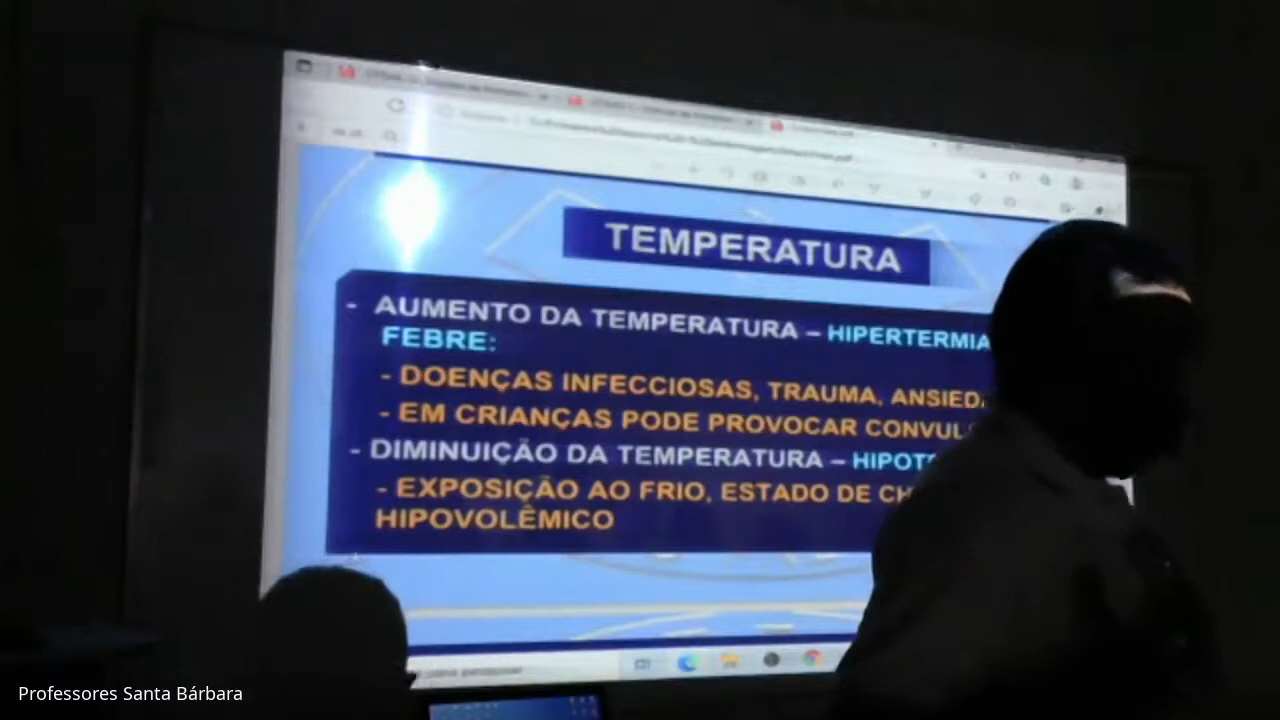 TEMPERATURA
- AUMENTO DA TEMPERATURA – HIPERTERMIA
FEBRE:
- DOENÇAS INFECCIOSAS, TRAUMA,
- EM CRIANÇAS PODE PROVOCAR
- DIMINUIÇÃO DA TEMPERATURA –
- EXPOSIÇÃO AO FRIO, ESTADO DE
HIPOVOLÊMICO
Professores Santa Bárbara